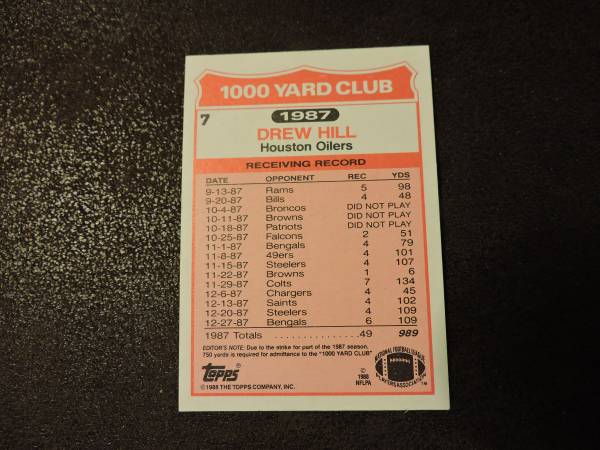 1000 YARD CLUB
7
1987
DREW HILL
Houston Oilers
RECEIVING RECORD
DATE OPPONENT REC YDS
9-13-87 Rams 5 98
9-20-87 Bills 4 48
10-4-87 Broncos DID NOT PLAY
10-11-87 Browns DID NOT PLAY
10-18-87 Patriots DID NOT PLAY
10-25-87 Falcons 2 51
11-1-87 Bengals 4 79
11-8-87 49ers 4 101
11-15-87 Steelers 4 107
11-22-87 Browns 1 6
11-29-87 Colts 7 134
12-6-87 Chargers 4 45
12-13-87 Saints 4 102
12-20-87 Steelers 4 109
12-27-87 Bengals 6 109
1987 Totals ................49 989
EDITOR'S NOTE: Due to the strike for part of the 1987 season,
750 yards is required for admittance to the "1000 YARD CLUB"
Topps
© 1988 THE TOPPS COMPANY, INC.
©
1988
NFLPA
NATIONAL FOOTBALL LEAGUE
PLAYERS ASSOCIATION
TM